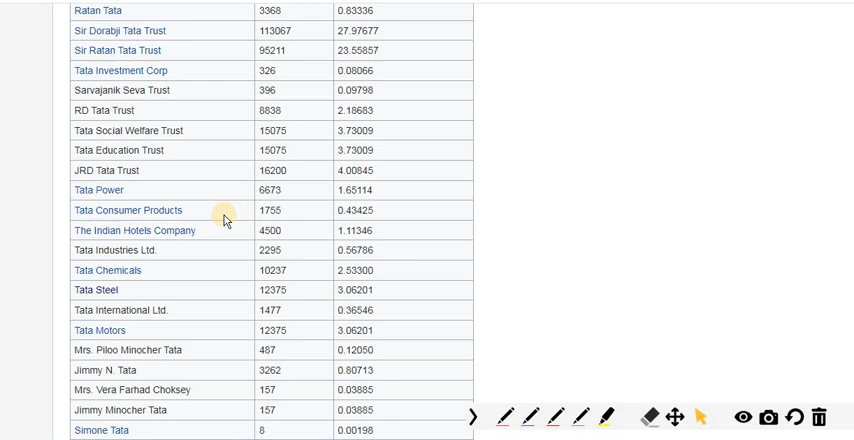 Ratan Tata 3368 0.83336
Sir Dorabji Tata Trust 113067 27.97677
Sir Ratan Tata Trust 95211 23.55857
Tata Investment Corp 326 0.08066
Sarvajanik Seva Trust 396 0.09798
RD Tata Trust 8838 2.18683
Tata Social Welfare Trust 15075 3.73009
Tata Education Trust 15075 3.73009
JRD Tata Trust 16200 4.00845
Tata Power 6673 1.65114
Tata Consumer Products 1755 0.43425
The Indian Hotels Company 4500 1.11346
Tata Industries Ltd. 2295 0.56786
Tata Chemicals 10237 2.53300
Tata Steel 12375 3.06201
Tata International Ltd. 1477 0.36546
Tata Motors 12375 3.06201
Mrs. Piloo Minocher Tata 487 0.12050
Jimmy N. Tata 3262 0.80713
Mrs. Vera Farhad Choksey 157 0.03885
Jimmy Minocher Tata 157 0.03885
Simone Tata 8 0.00198